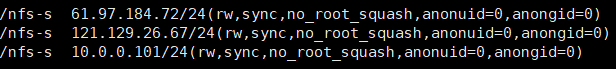 /nfs-s  61.97.184.72/24(rw,sync,no_root_squash,anonuid=0,anongid=0)
/nfs-s  121.129.26.67/24(rw,sync,no_root_squash,anonuid=0,anongid=0)
/nfs-s  10.0.0.101/24(rw,sync,no_root_squash,anonuid=0,anongid=0)